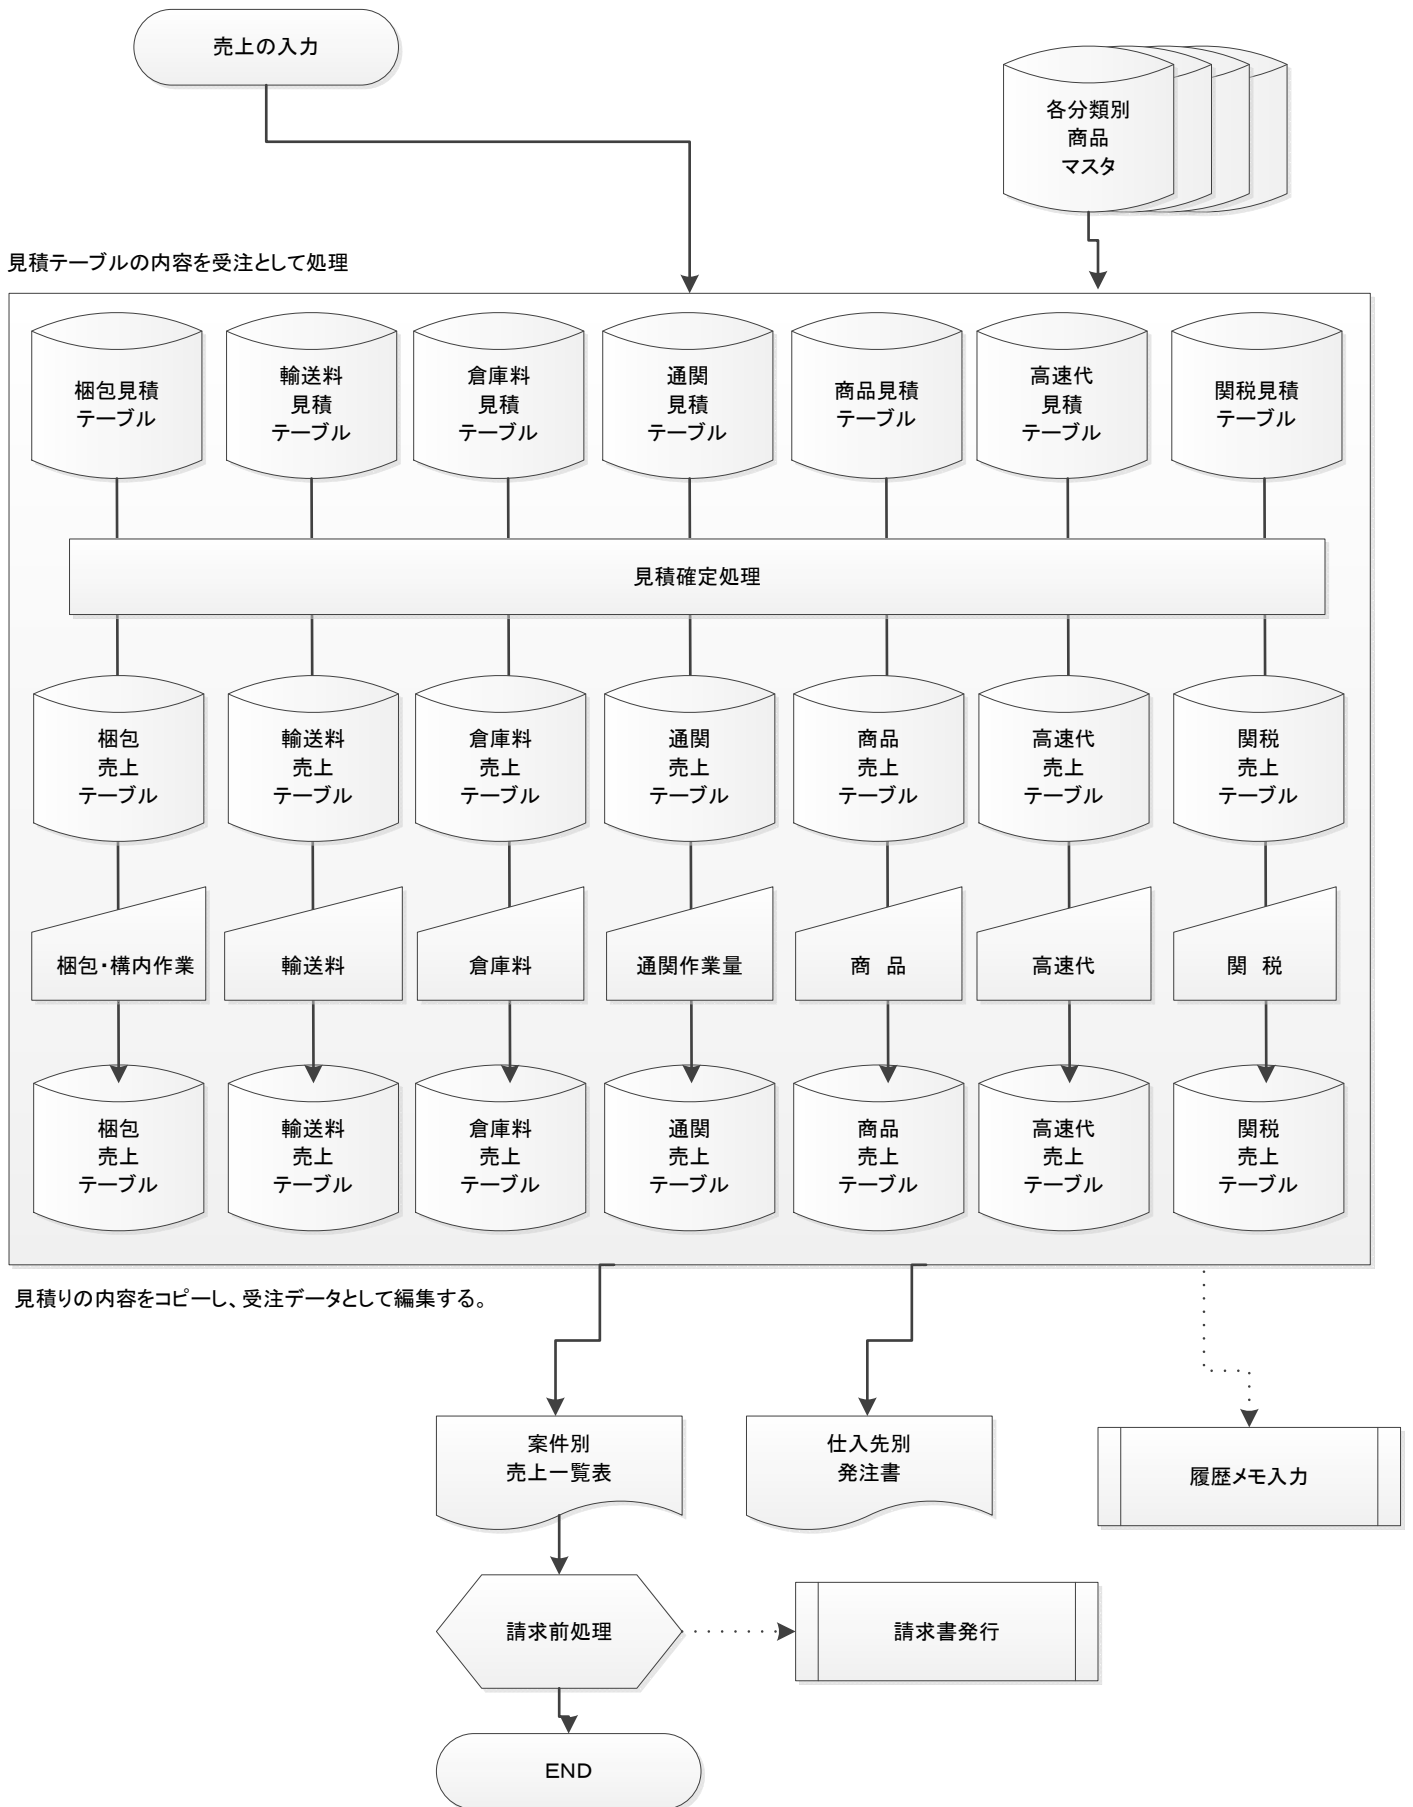 売上の入力
各分類別
商品
マスタ
見積テーブルの内容を受注として処理
梱包見積
テーブル
輸送料
見積
テーブル
倉庫料
見積
テーブル
通関
見積
テーブル
商品見積
テーブル
高速代
見積
テーブル
関税見積
テーブル
見積確定処理
梱包
売上
テーブル
輸送料
売上
テーブル
倉庫料
売上
テーブル
通関
売上
テーブル
商品
売上
テーブル
高速代
売上
テーブル
関税
売上
テーブル
梱包・構内作業
輸送料
倉庫料
通関作業量
商　品
高速代
関　税
梱包
売上
テーブル
輸送料
売上
テーブル
倉庫料
売上
テーブル
通関
売上
テーブル
商品
売上
テーブル
高速代
売上
テーブル
関税
売上
テーブル
見積りの内容をコピーし、受注データとして編集する。
案件別
売上一覧表
仕入先別
発注書
履歴メモ入力
請求前処理
請求書発行
END